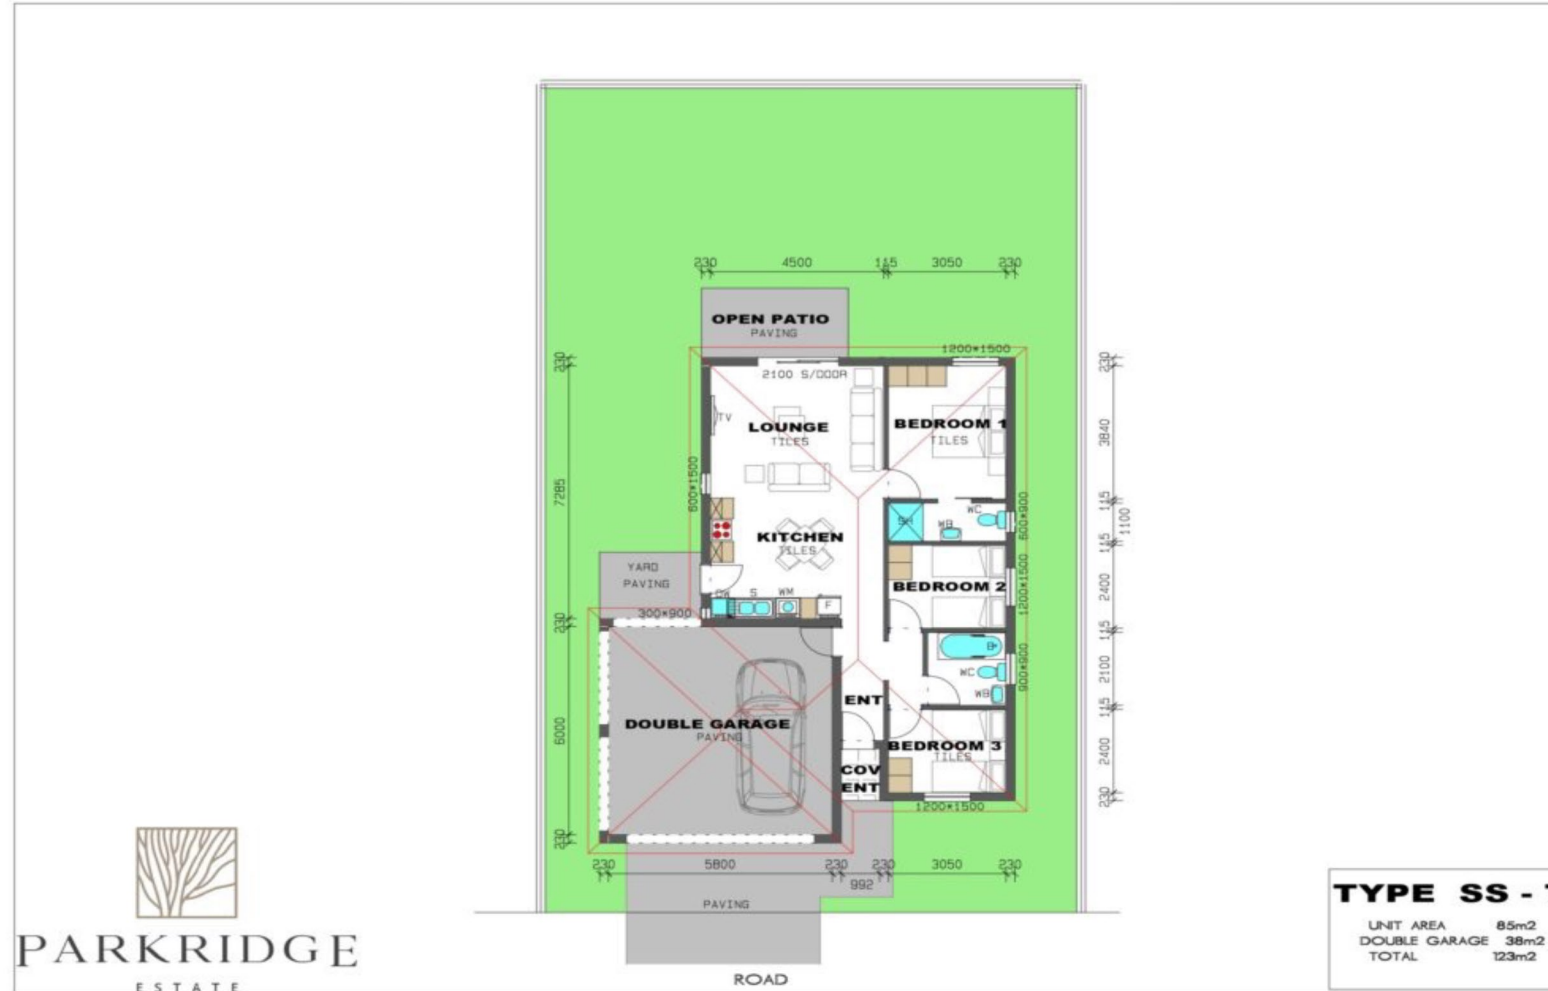 230 4500 115 3050 230
OPEN PATIO
PAVING
1200*1500
2100 S/DOOR
230
230
TV
LOUNGE
TILES
BEDROOM 1
TILES
3840
7285
600*1500
115
SH
WB
WC
600*900
1100
KITCHEN
TILES
115
YARD
PAVING
BEDROOM 2
1200*1500
2400
S
WM
F
300*900
230
115
WC
WB
900*900
2100
ENT
115
DOUBLE GARAGE
PAVING
6000
BEDROOM 3
TILES
2400
COV
ENT
230
1200*1500
230
230 5800 230 230 3050 230
992
PAVING
ROAD
PARKRIDGE
ESTATE
TYPE SS -
UNIT AREA 85m2
DOUBLE GARAGE 38m2
TOTAL 123m2